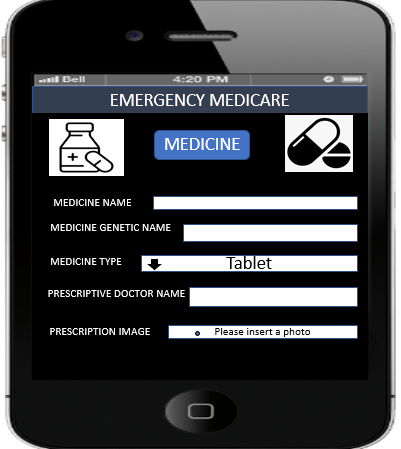 Bell 4:20 PM
EMERGENCY MEDICARE
MEDICINE
MEDICINE NAME
MEDICINE GENETIC NAME
MEDICINE TYPE Tablet
PRESCRIPTIVE DOCTOR NAME
PRESCRIPTION IMAGE Please insert a photo